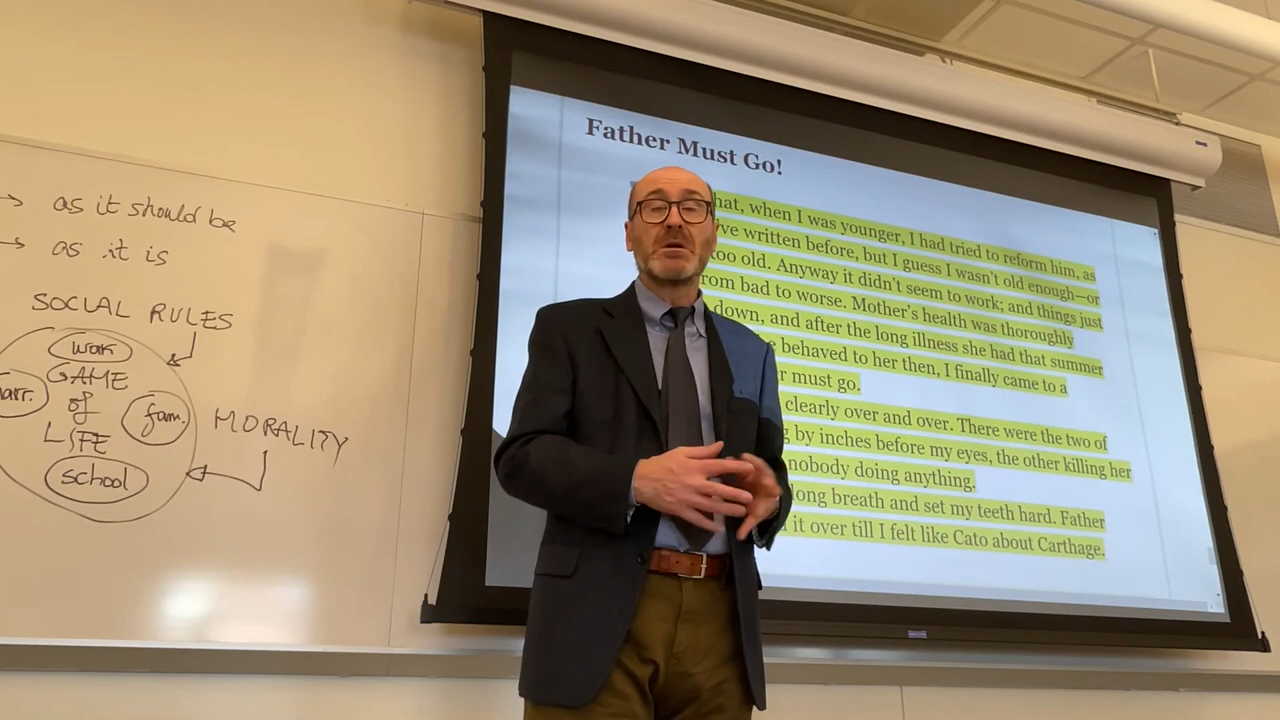 → as it should be
→ as it is
SOCIAL RULES
work
GAME
of
LIFE
fam.
school
MORALITY
Father Must Go!
hat, when I was younger, I had tried to reform him, as
ve written before, but I guess I wasn't old enough—or
too old. Anyway it didn't seem to work; and things just
rom bad to worse. Mother's health was thoroughly
down, and after the long illness she had that summer
e behaved to her then, I finally came to a
r must go.
clearly over and over. There were the two of
g by inches before my eyes, the other killing her
nobody doing anything.
long breath and set my teeth hard. Father
it over till I felt like Cato about Carthage.